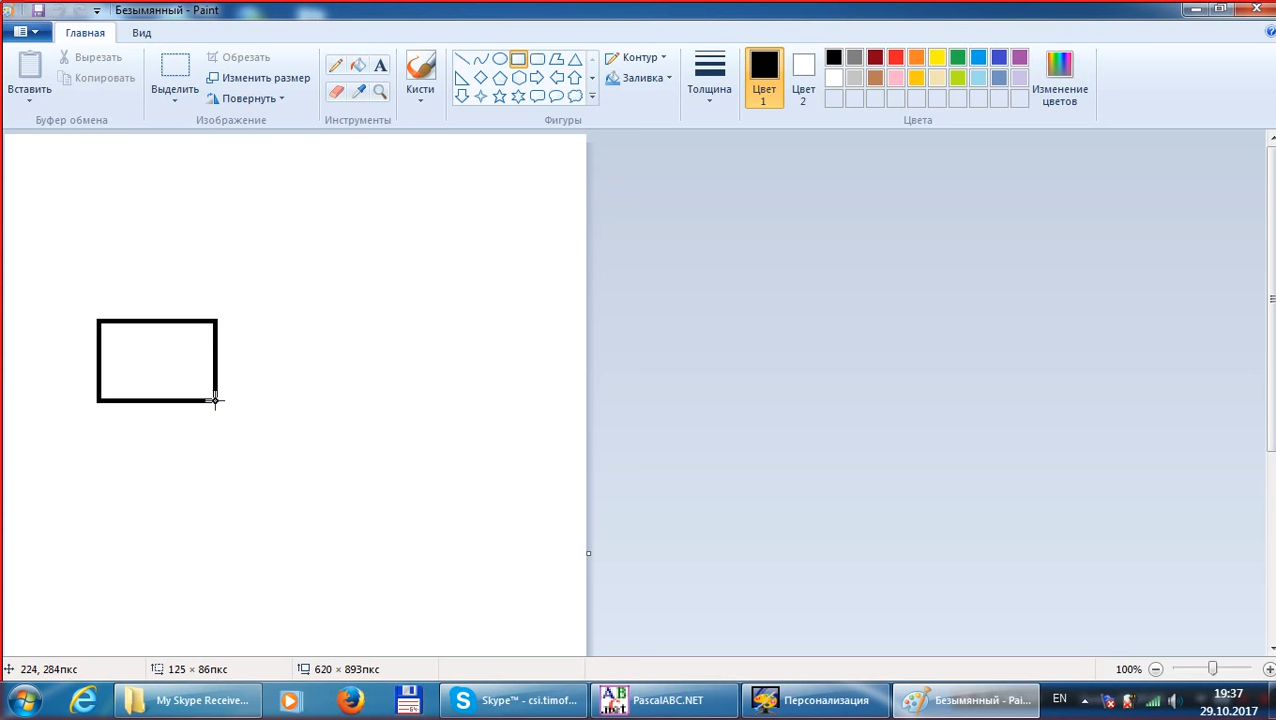 Безымянный - Paint
Главная Вид
Вставить
Вырезать
Копировать
Буфер обмена
Выделить
Обрезать
Изменить размер
Повернуть
Изображение
Инструменты
Кисти
Контур
Заливка
Фигуры
Толщина
Цвет
1
Цвет
2
Изменение
цветов
Цвета
224, 284пкс 125 × 86пкс 620 × 893пкс 100%
My Skype Receive... 64 Skype™ - csi.timof... PascalABC.NET Персонализация Безымянный - Pai... EN 19:37
29.10.2017